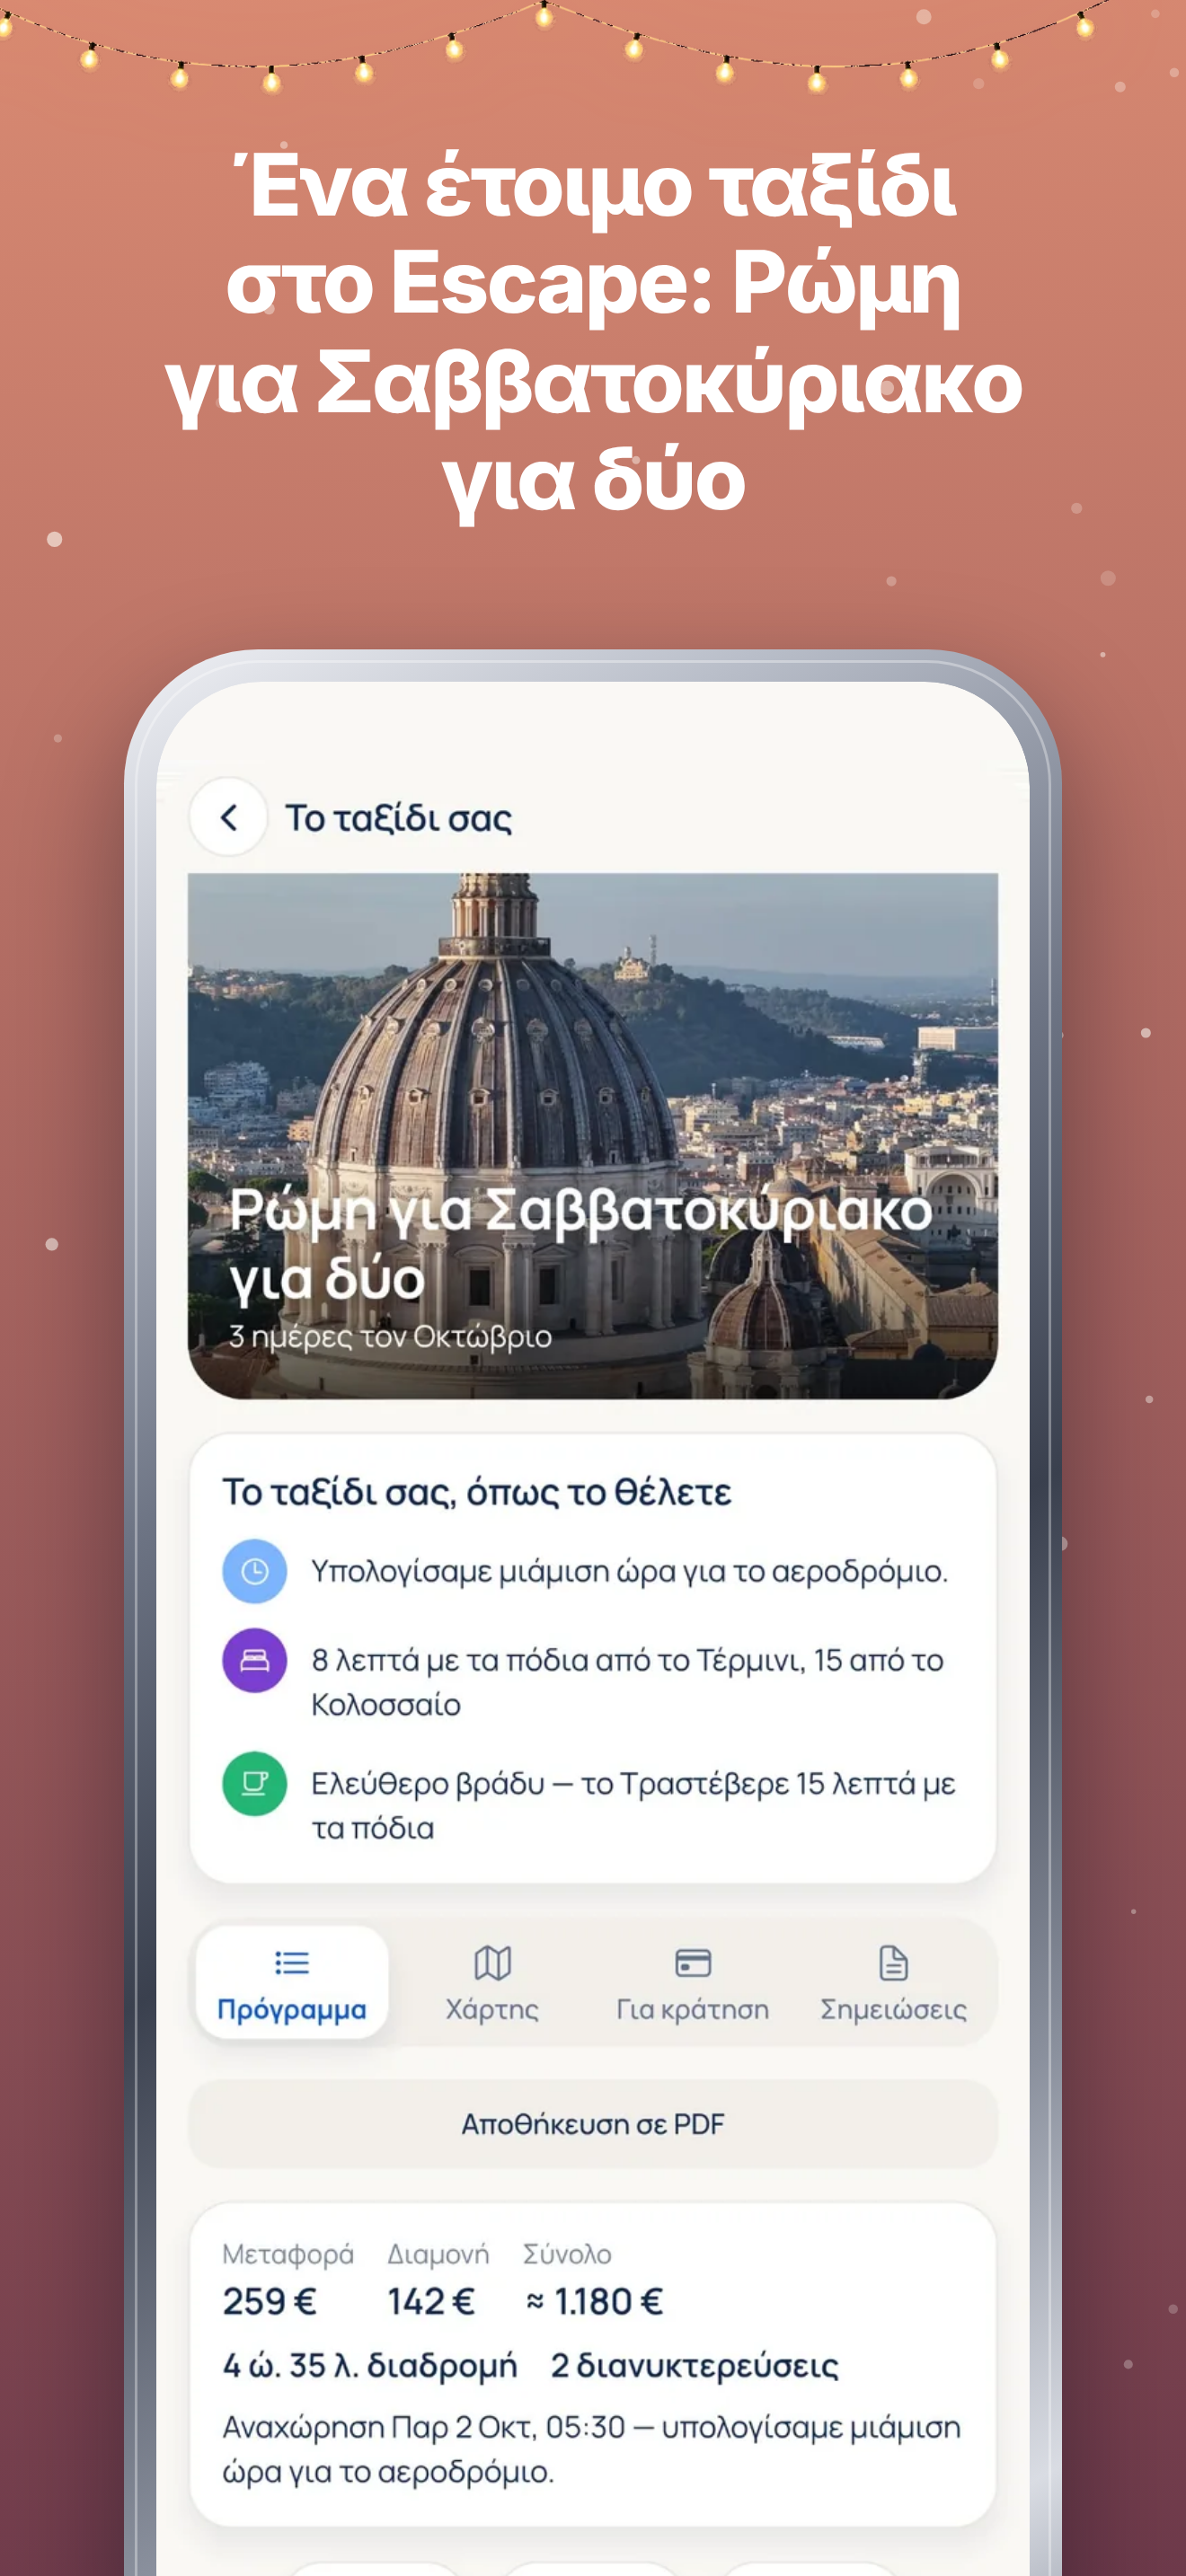 Ένα έτοιμο ταξίδι
στο Escape: Ρώμη
για Σαββατοκύριακο
για δύο
Το ταξίδι σας
Ρώμη για Σαββατοκύριακο
για δύο
3 ημέρες τον Οκτώβριο
Το ταξίδι σας, όπως το θέλετε
Υπολογίσαμε μιάμιση ώρα για το αεροδρόμιο.
8 λεπτά με τα πόδια από το Τέρμινι, 15 από το
Κολοσσαίο
Ελεύθερο βράδυ — το Τραστέβερε 15 λεπτά με
τα πόδια
Πρόγραμμα Χάρτης Για κράτηση Σημειώσεις
Αποθήκευση σε PDF
Μεταφορά Διαμονή Σύνολο
259 € 142 € ≈ 1.180 €
4 ώ. 35 λ. διαδρομή 2 διανυκτερεύσεις
Αναχώρηση Παρ 2 Οκτ, 05:30 — υπολογίσαμε μιάμιση
ώρα για το αεροδρόμιο.